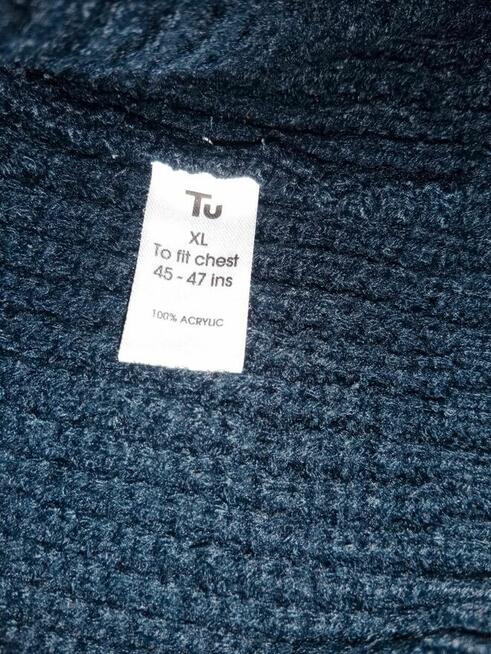 Tu
XL
To fit chest
45 - 47 ins
100% ACRYLIC